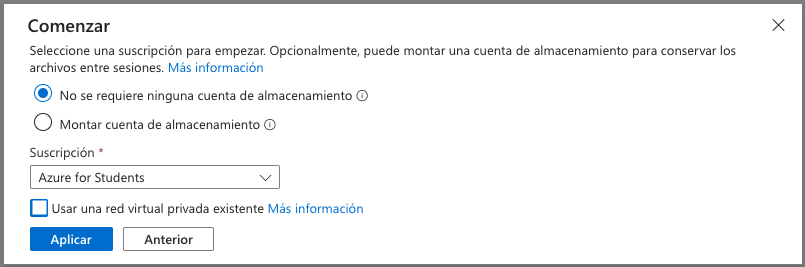 Comenzar
Seleccione una suscripción para empezar. Opcionalmente, puede montar una cuenta de almacenamiento para conservar los
archivos entre sesiones. Más información
No se requiere ninguna cuenta de almacenamiento
Montar cuenta de almacenamiento
Suscripción *
Azure for Students
Usar una red virtual privada existente Más información
Aplicar Anterior